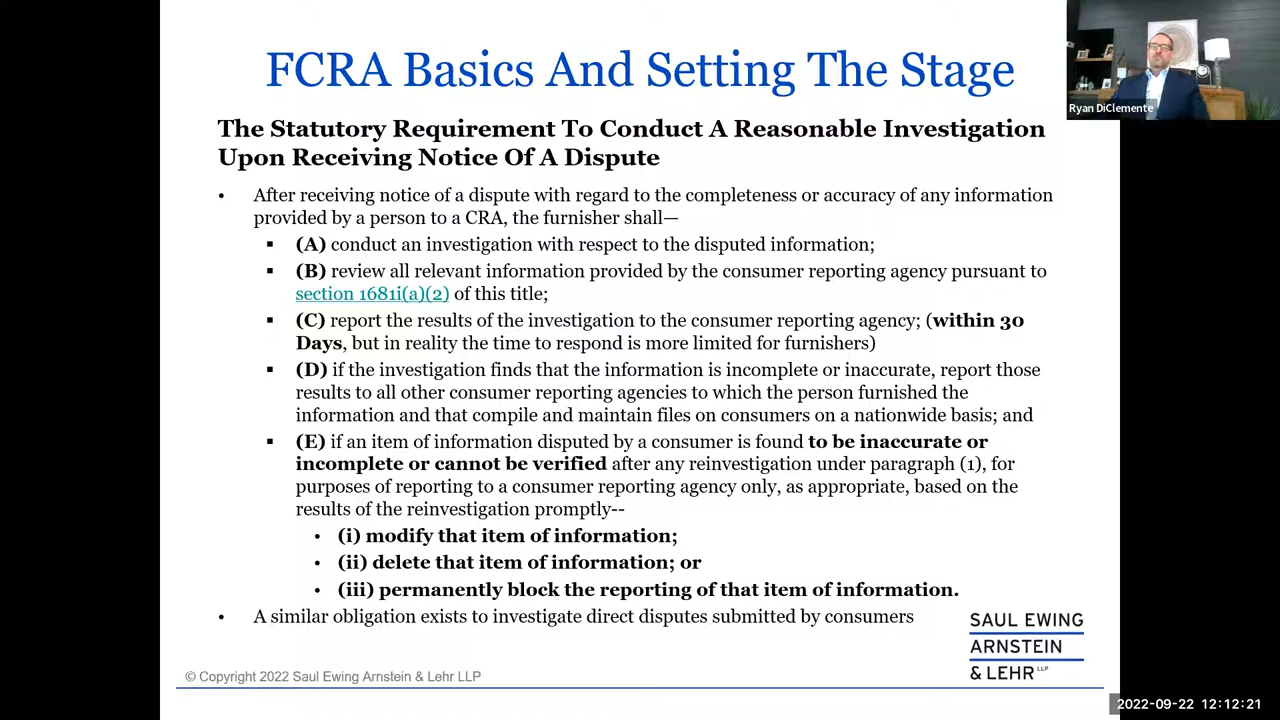 FCRA Basics And Setting The Stage
Ryan DiClemente
The Statutory Requirement To Conduct A Reasonable Investigation
Upon Receiving Notice Of A Dispute
• After receiving notice of a dispute with regard to the completeness or accuracy of any information
provided by a person to a CRA, the furnisher shall—
▪ (A) conduct an investigation with respect to the disputed information;
▪ (B) review all relevant information provided by the consumer reporting agency pursuant to
section 1681i(a)(2) of this title;
▪ (C) report the results of the investigation to the consumer reporting agency; (within 30
Days, but in reality the time to respond is more limited for furnishers)
▪ (D) if the investigation finds that the information is incomplete or inaccurate, report those
results to all other consumer reporting agencies to which the person furnished the
information and that compile and maintain files on consumers on a nationwide basis; and
▪ (E) if an item of information disputed by a consumer is found to be inaccurate or
incomplete or cannot be verified after any reinvestigation under paragraph (1), for
purposes of reporting to a consumer reporting agency only, as appropriate, based on the
results of the reinvestigation promptly--
• (i) modify that item of information;
• (ii) delete that item of information; or
• (iii) permanently block the reporting of that item of information.
• A similar obligation exists to investigate direct disputes submitted by consumers
SAUL EWING
ARNSTEIN
& LEHR LLP
© Copyright 2022 Saul Ewing Arnstein & Lehr LLP
2022-09-22 12:12:21